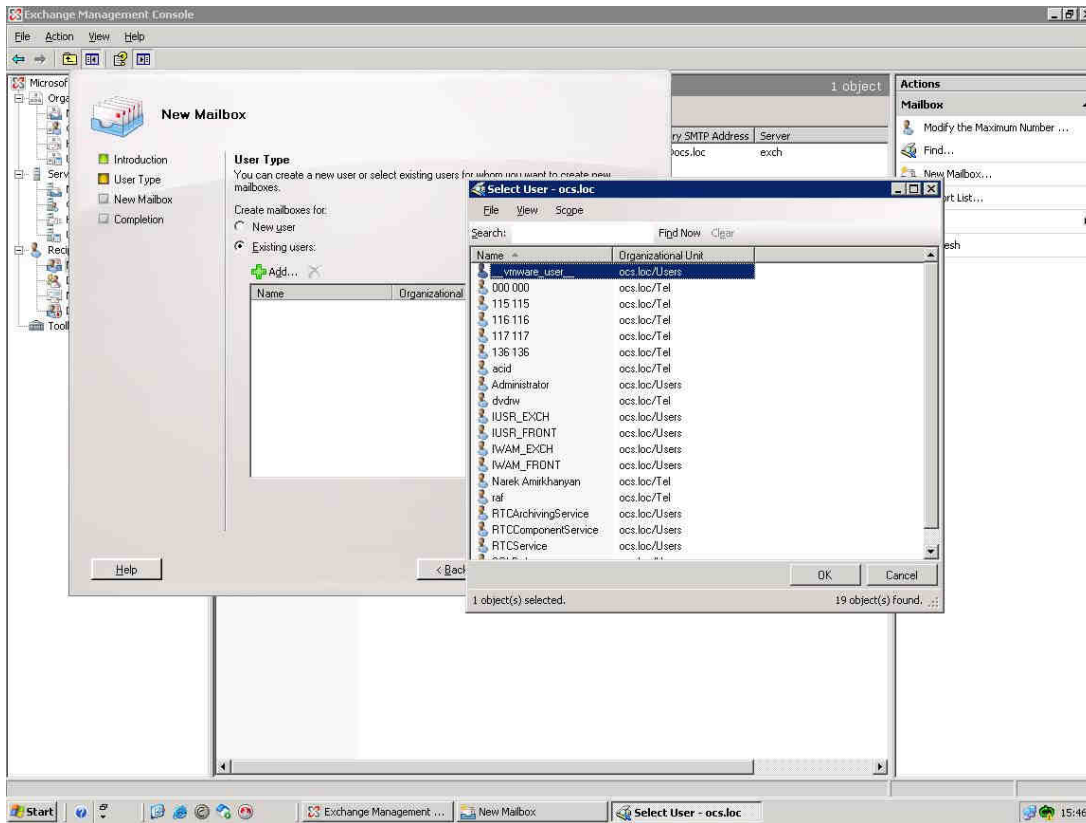 Exchange Management Console
File Action View Help
Microsof
Orga
Serv
Reci
Tool
1 object
ry SMTP Address Server
ocs.loc exch
Actions
Mailbox
Modify the Maximum Number ...
Find...
New Mailbox...
rt List...
esh
New Mailbox
Introduction
User Type
New Mailbox
Completion
User Type
You can create a new user or select existing users for whom you want to create new
mailboxes.
Create mailboxes for:
New user
Existing users:
Add...
Name Organizational
Help
< Back
Select User - ocs.loc
File View Scope
Search: Find Now Clear
Name Organizational Unit
__vmware_user__ ocs.loc/Users
000 000 ocs.loc/Tel
115 115 ocs.loc/Tel
116 116 ocs.loc/Tel
117 117 ocs.loc/Tel
136 136 ocs.loc/Tel
acid ocs.loc/Tel
Administrator ocs.loc/Users
dvdrw ocs.loc/Tel
IUSR_EXCH ocs.loc/Users
IUSR_FRONT ocs.loc/Users
IWAM_EXCH ocs.loc/Users
IWAM_FRONT ocs.loc/Users
Narek Amirkhanyan ocs.loc/Tel
raf ocs.loc/Tel
RTCArchivingService ocs.loc/Users
RTCComponentService ocs.loc/Users
RTCService ocs.loc/Users
OK Cancel
1 object(s) selected. 19 object(s) found.
Start Exchange Management ... New Mailbox Select User - ocs.loc 15:46